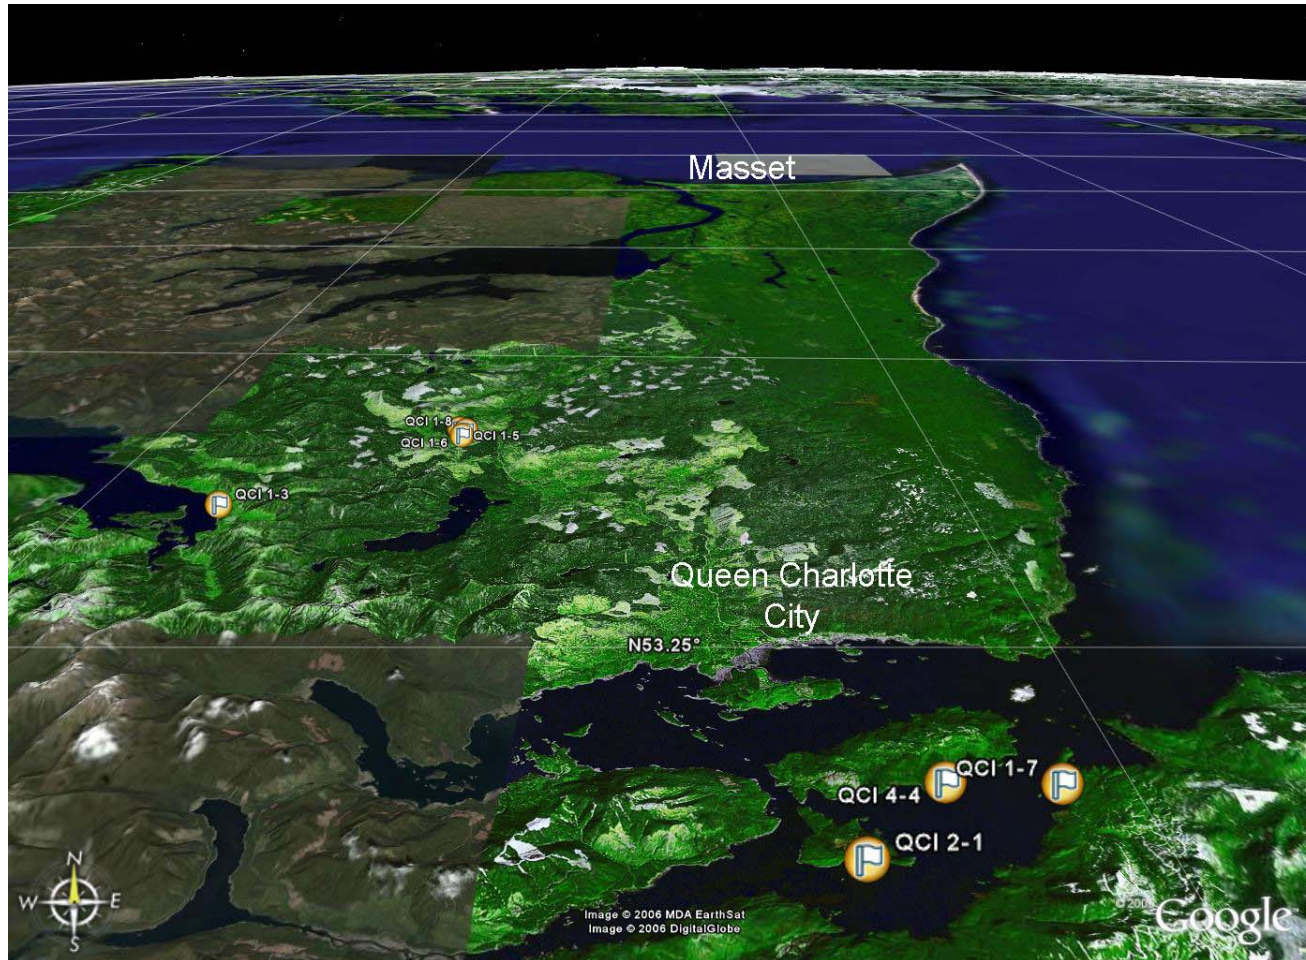 Masset
QCI 1-8
QCI 1-6
QCI 1-5
QCI 1-3
Queen Charlotte
City
N53.25°
QCI 1-7
QCI 4-4
QCI 2-1
N
W
E
S
Image © 2006 MDA EarthSat
Image © 2006 DigitalGlobe
Google